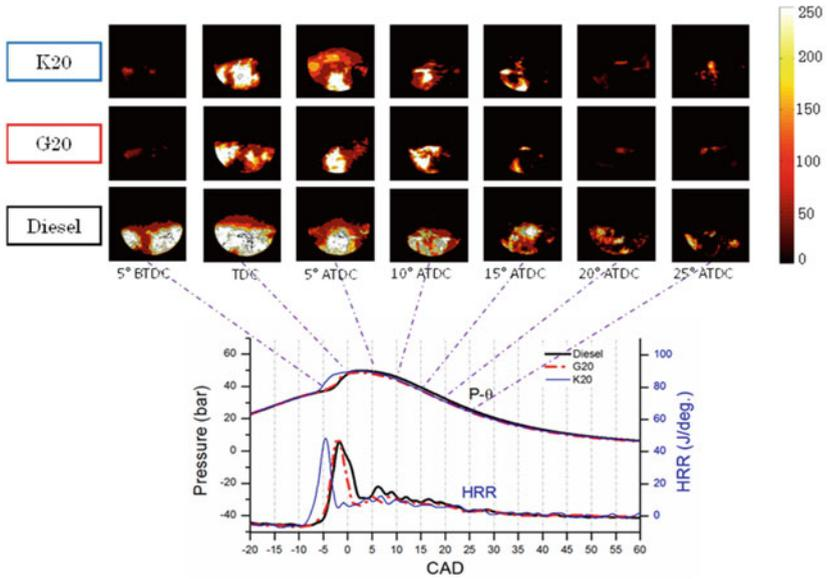 K20
G20
Diesel
250
200
150
100
50
0
5° BTDC
TDC
5° ATDC
10° ATDC
15° ATDC
20° ATDC
25° ATDC
Pressure (bar)
60
40
20
0
-20
-40
Diesel
G20
K20
P-θ
HRR
100
80
60
40
20
0
HRR (J/deg.)
-20 -15 -10 -5 0 5 10 15 20 25 30 35 40 45 50 55 60
CAD